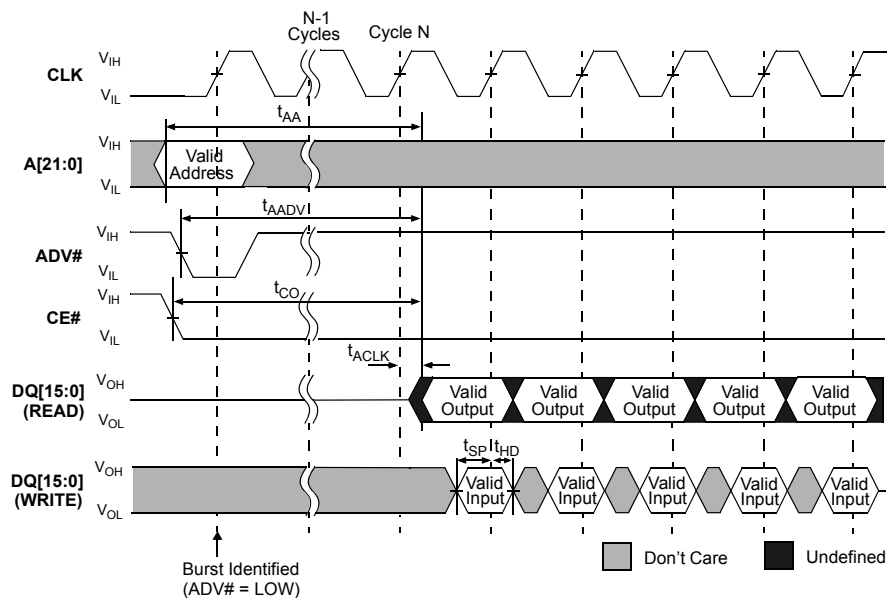 N-1
Cycles
Cycle N
CLK
VIH
VIL
tAA
A[21:0]
VIH
VIL
Valid
Address
tAADV
ADV#
VIH
VIL
tCO
CE#
VIH
VIL
tACLK
DQ[15:0]
(READ)
VOH
VOL
Valid
Output
Valid
Output
Valid
Output
Valid
Output
Valid
Output
tSP
tHD
DQ[15:0]
(WRITE)
VOH
VOL
Valid
Input
Valid
Input
Valid
Input
Valid
Input
Valid
Input
Burst Identified
(ADV# = LOW)
Don't Care
Undefined